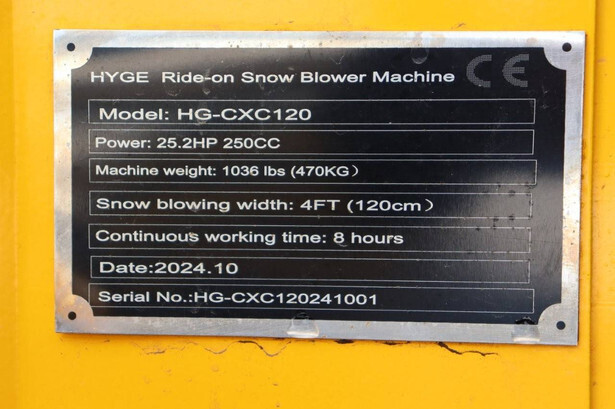 HYGE Ride-on Snow Blower Machine CE
Model: HG-CXC120
Power: 25.2HP 250CC
Machine weight: 1036 lbs (470KG）
Snow blowing width: 4FT (120cm）
Continuous working time: 8 hours
Date:2024.10
Serial No.:HG-CXC120241001